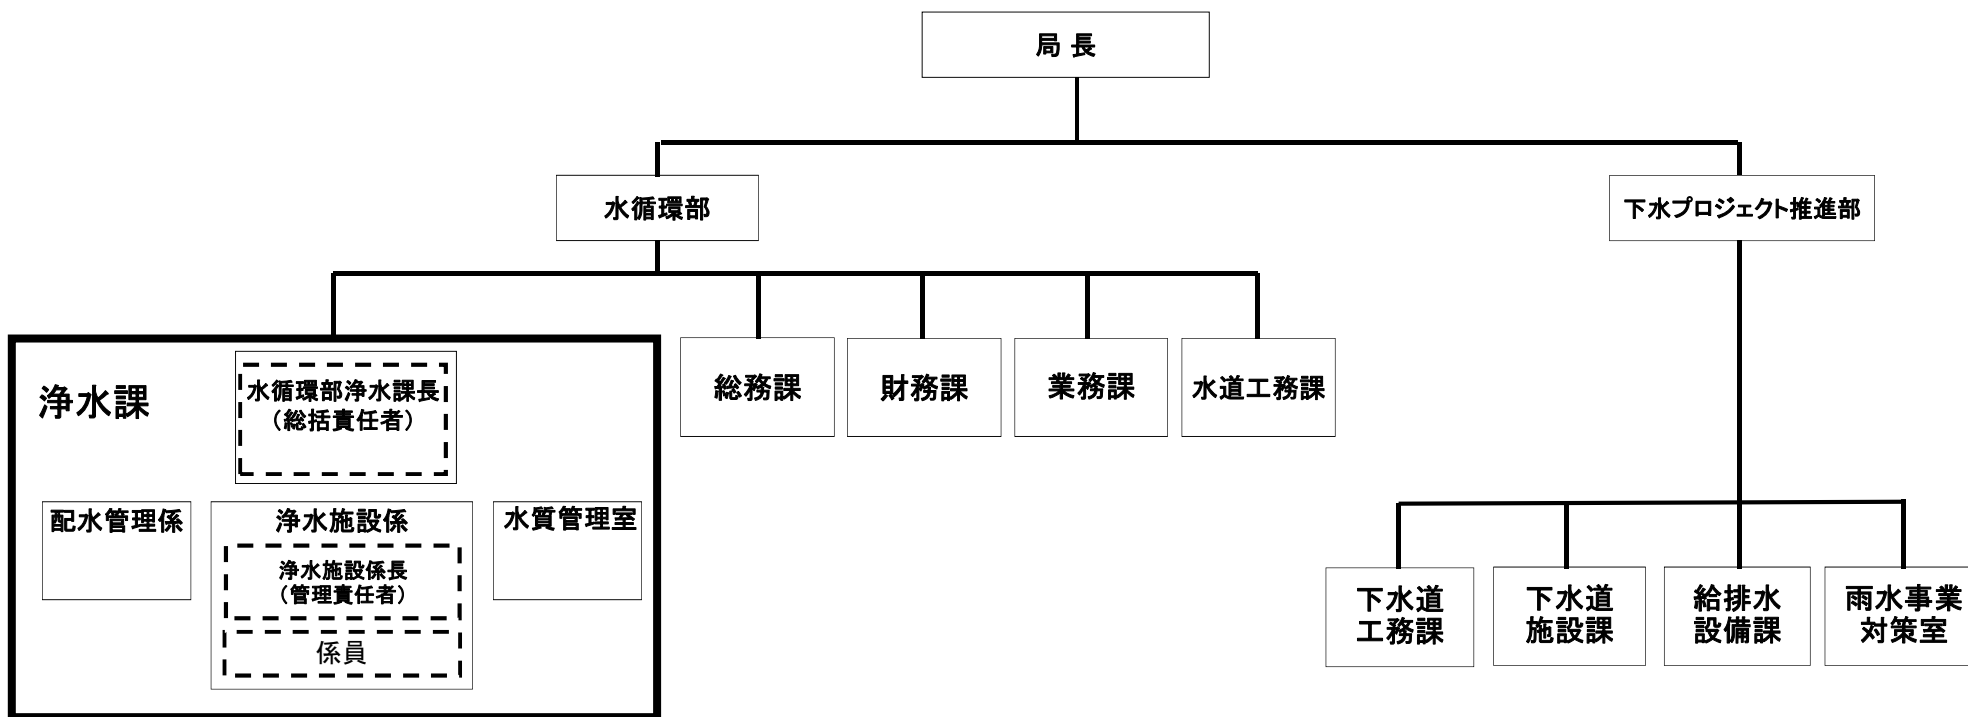 局 長
水循環部
下水プロジェクト推進部
浄水課
水循環部浄水課長
（総括責任者）
総務課
財務課
業務課
水道工務課
配水管理係
浄水施設係
浄水施設係長
（管理責任者）
係員
水質管理室
下水道
工務課
下水道
施設課
給排水
設備課
雨水事業
対策室